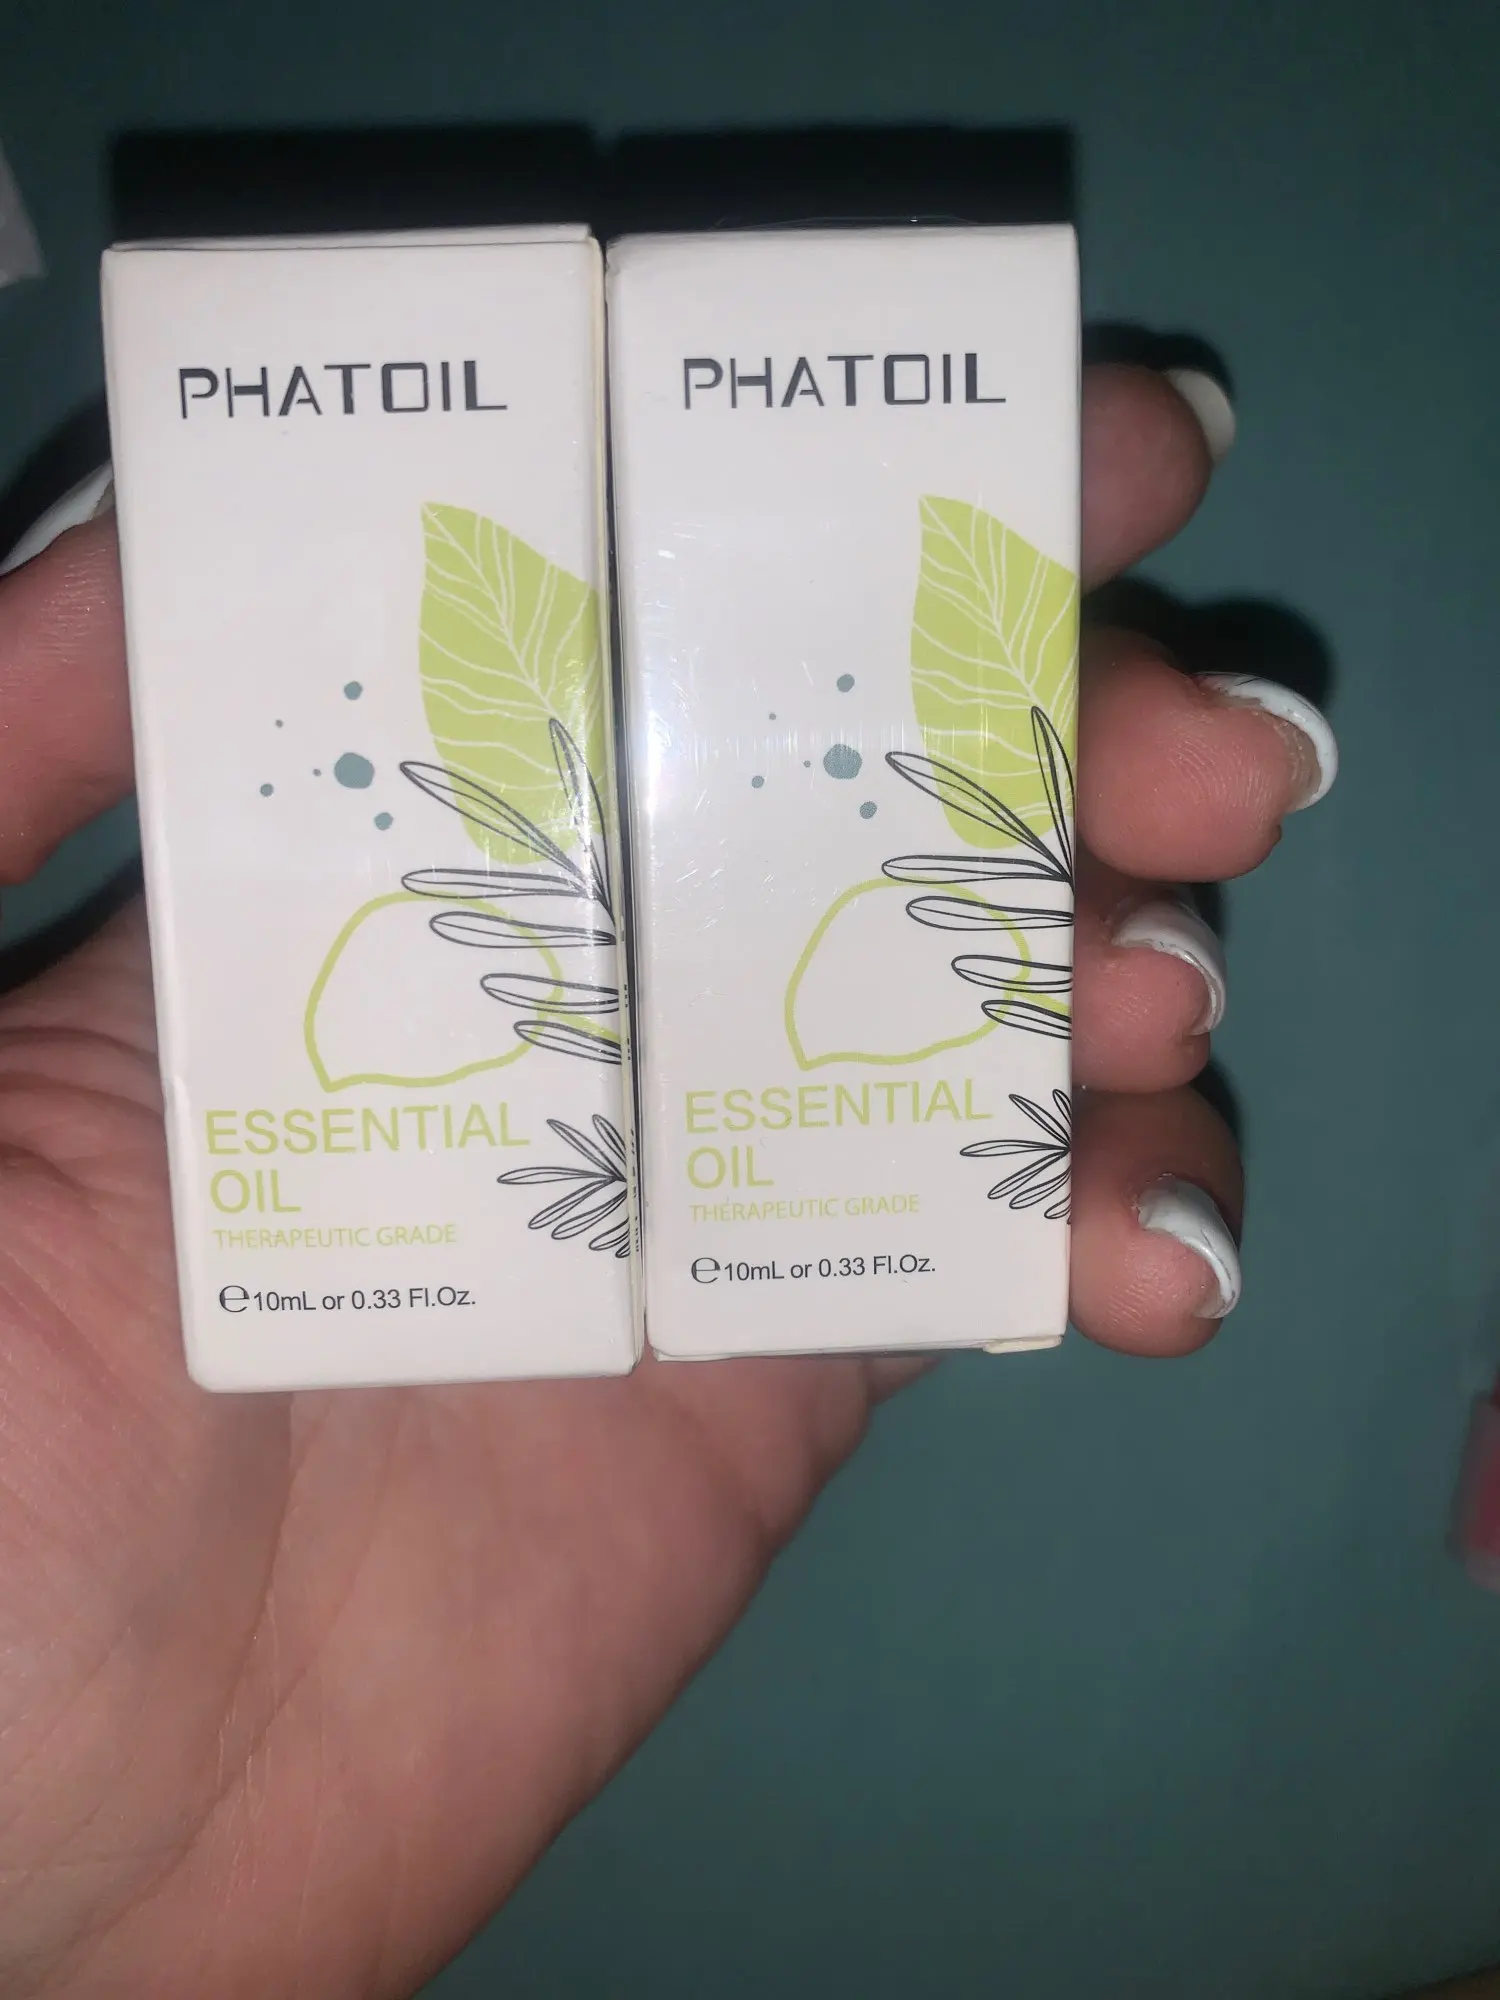 PHATOIL
ESSENTIAL
OIL
THERAPEUTIC GRADE
℮10mL or 0.33 Fl.Oz.
PHATOIL
ESSENTIAL
OIL
THERAPEUTIC GRADE
℮10mL or 0.33 Fl.Oz.